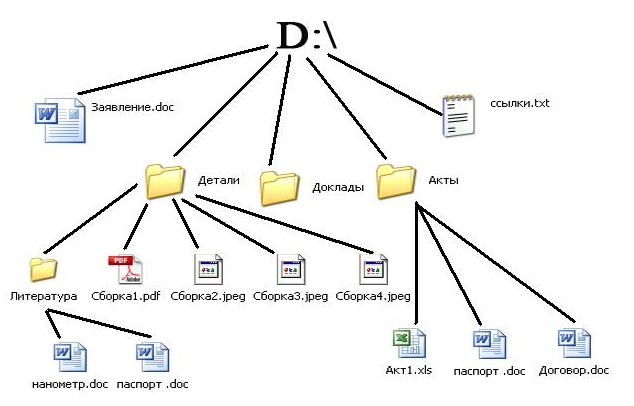 D:\
Заявление.doc
ссылки.txt
Детали
Доклады
Акты
Литература
Сборка1.pdf
Сборка2.jpeg
Сборка3.jpeg
Сборка4.jpeg
PDF
Adobe
нанометр.doc
паспорт .doc
Акт1.xls
паспорт .doc
Договор.doc